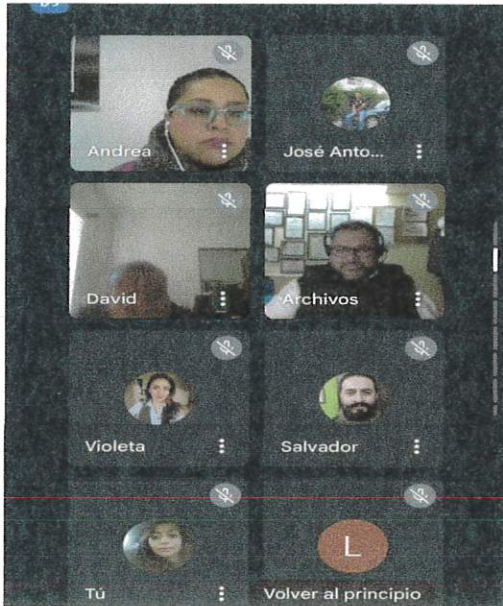 Andrea
José Anto...
David
Archivos
Violeta
Salvador
L
Tú
Volver al principio